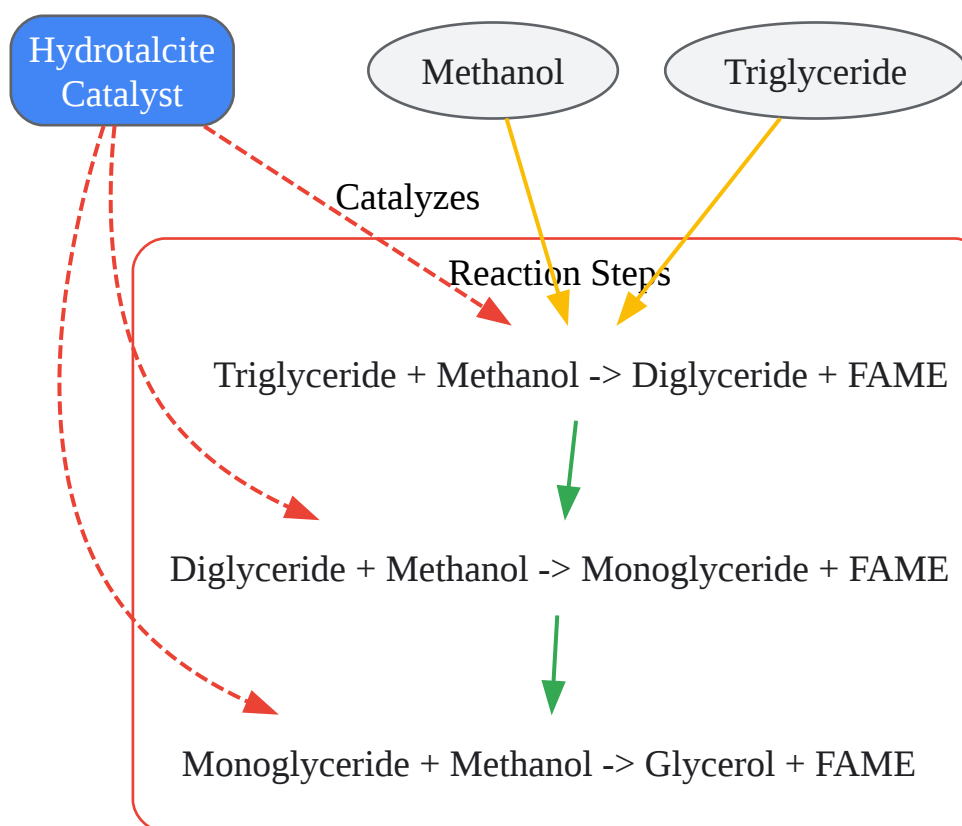 Hydrotalcite
Catalyst
Methanol
Triglyceride
Catalyzes
Reaction Steps
Triglyceride + Methanol -> Diglyceride + FAME
Diglyceride + Methanol -> Monoglyceride + FAME
Monoglyceride + Methanol -> Glycerol + FAME